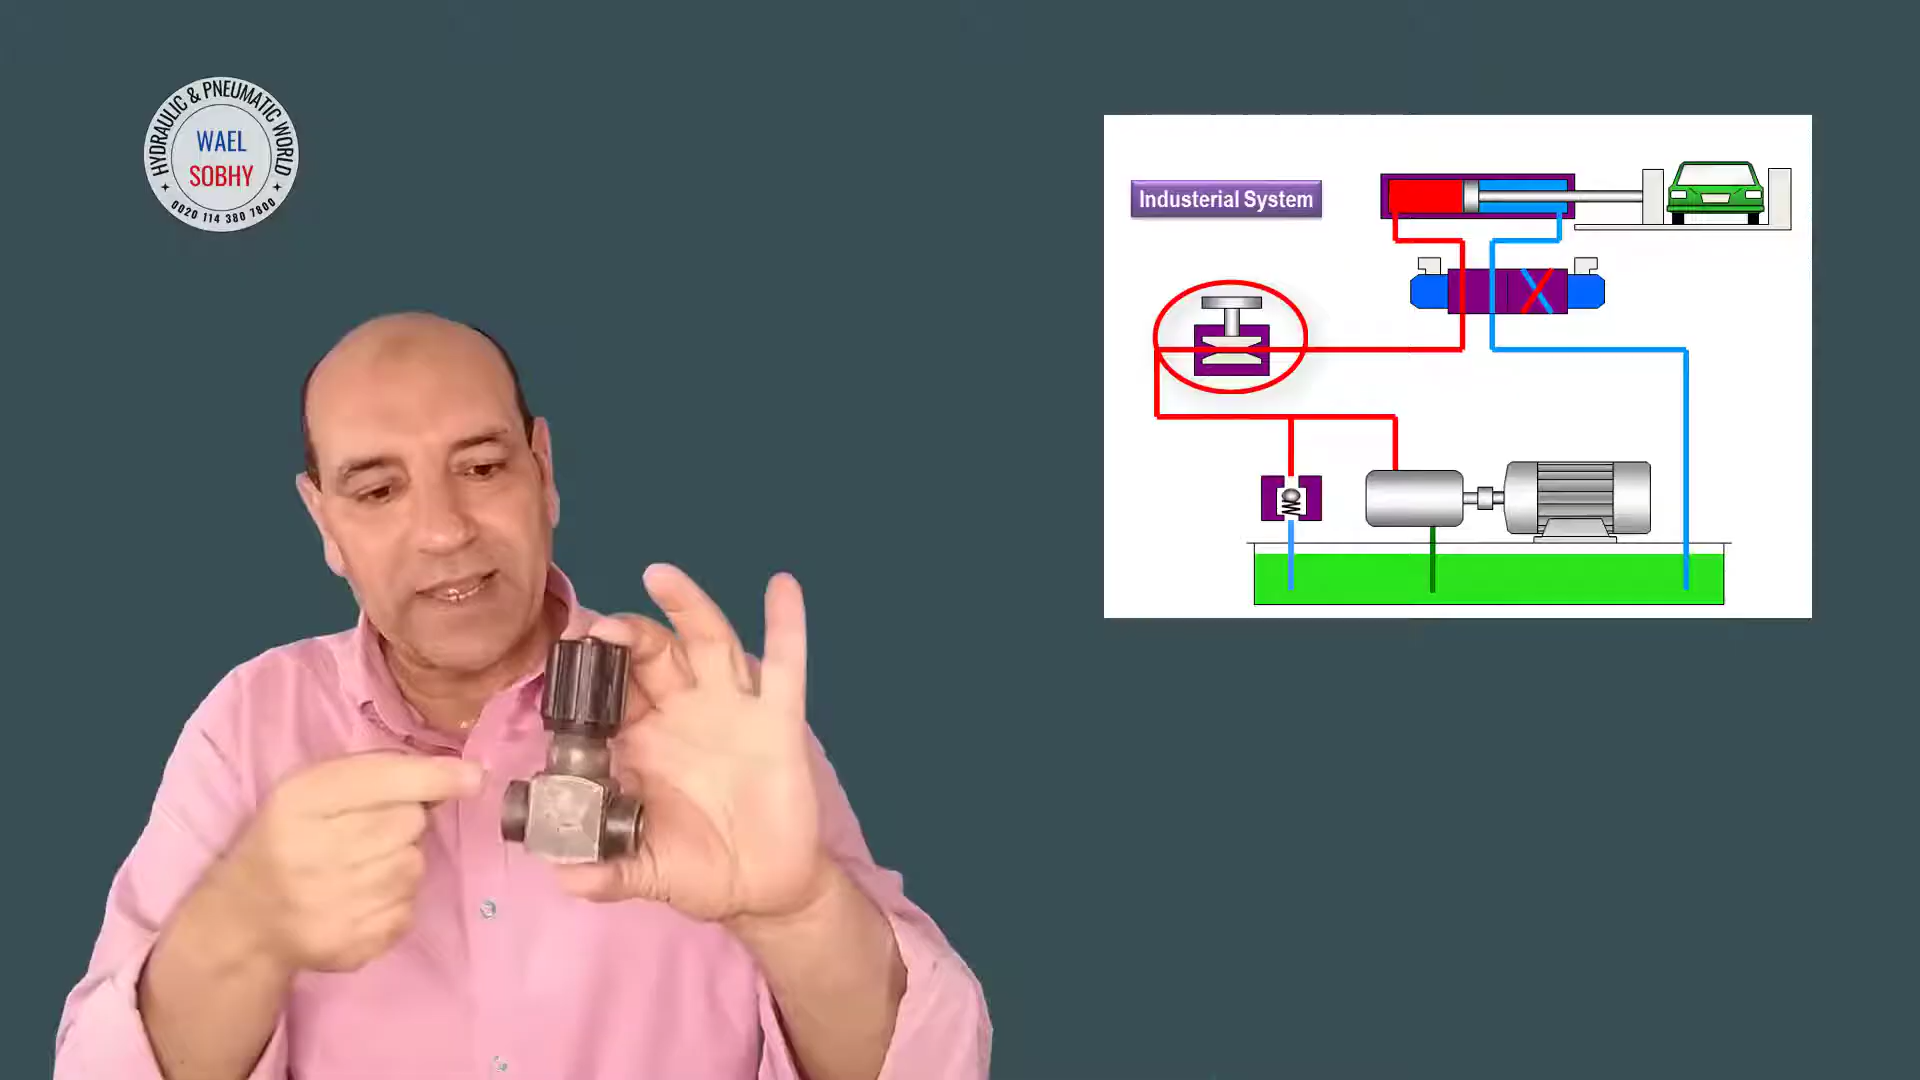 HYDRAULIC & PNEUMATIC WORLD
WAEL
SOBHY
0020 114 380 7800
Industerial System